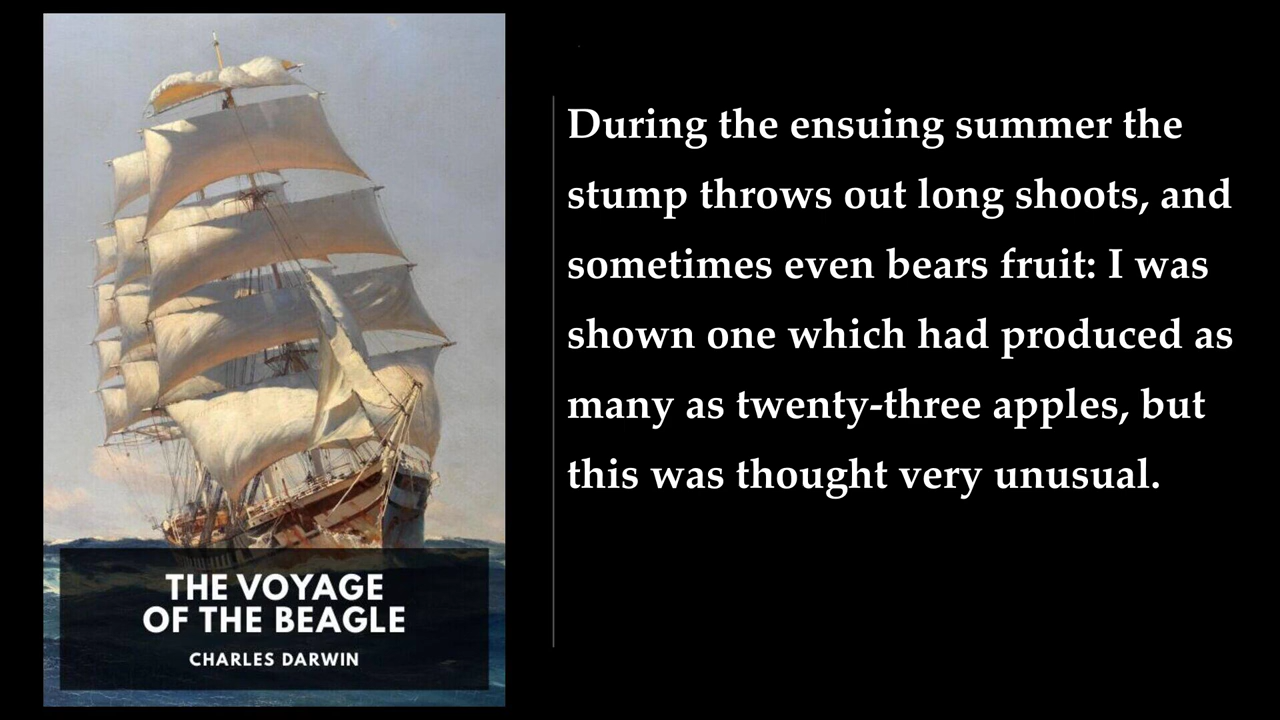 During the ensuing summer the
stump throws out long shoots, and
sometimes even bears fruit: I was
shown one which had produced as
many as twenty-three apples, but
this was thought very unusual.
THE VOYAGE
OF THE BEAGLE
CHARLES DARWIN